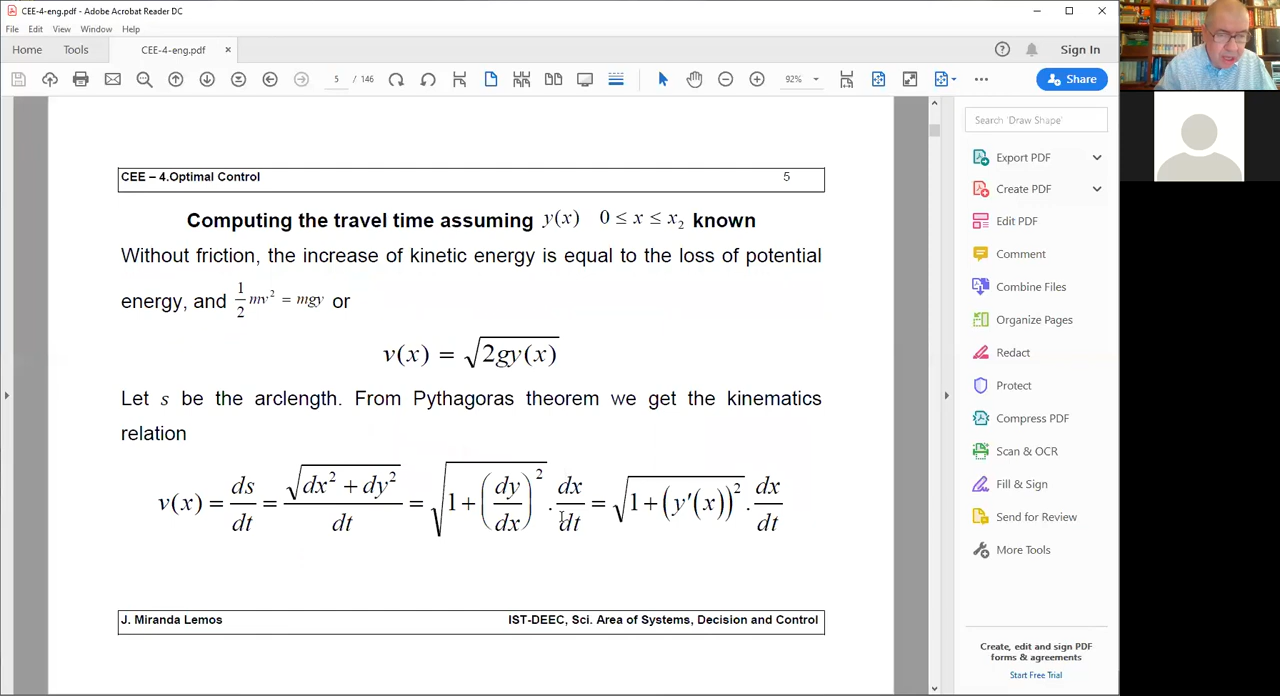 CEE-4-eng.pdf - Adobe Acrobat Reader DC
File Edit View Window Help
Home Tools CEE-4-eng.pdf × Sign In
5 / 146 92% Share
CEE – 4.Optimal Control 5
Computing the travel time assuming y(x) 0 ≤ x ≤ x₂ known
Without friction, the increase of kinetic energy is equal to the loss of potential
energy, and 1/2 mv² = mgy or
v(x) = √(2gy(x))
Let s be the arclength. From Pythagoras theorem we get the kinematics
relation
v(x) = ds/dt = √(dx² + dy²)/dt = √(1 + (dy/dx)²) . dx/dt = √(1 + (y′(x))²) . dx/dt
J. Miranda Lemos IST-DEEC, Sci. Area of Systems, Decision and Control
Search 'Draw Shape'
Export PDF
Create PDF
Edit PDF
Comment
Combine Files
Organize Pages
Redact
Protect
Compress PDF
Scan & OCR
Fill & Sign
Send for Review
More Tools
Create, edit and sign PDF
forms & agreements
Start Free Trial